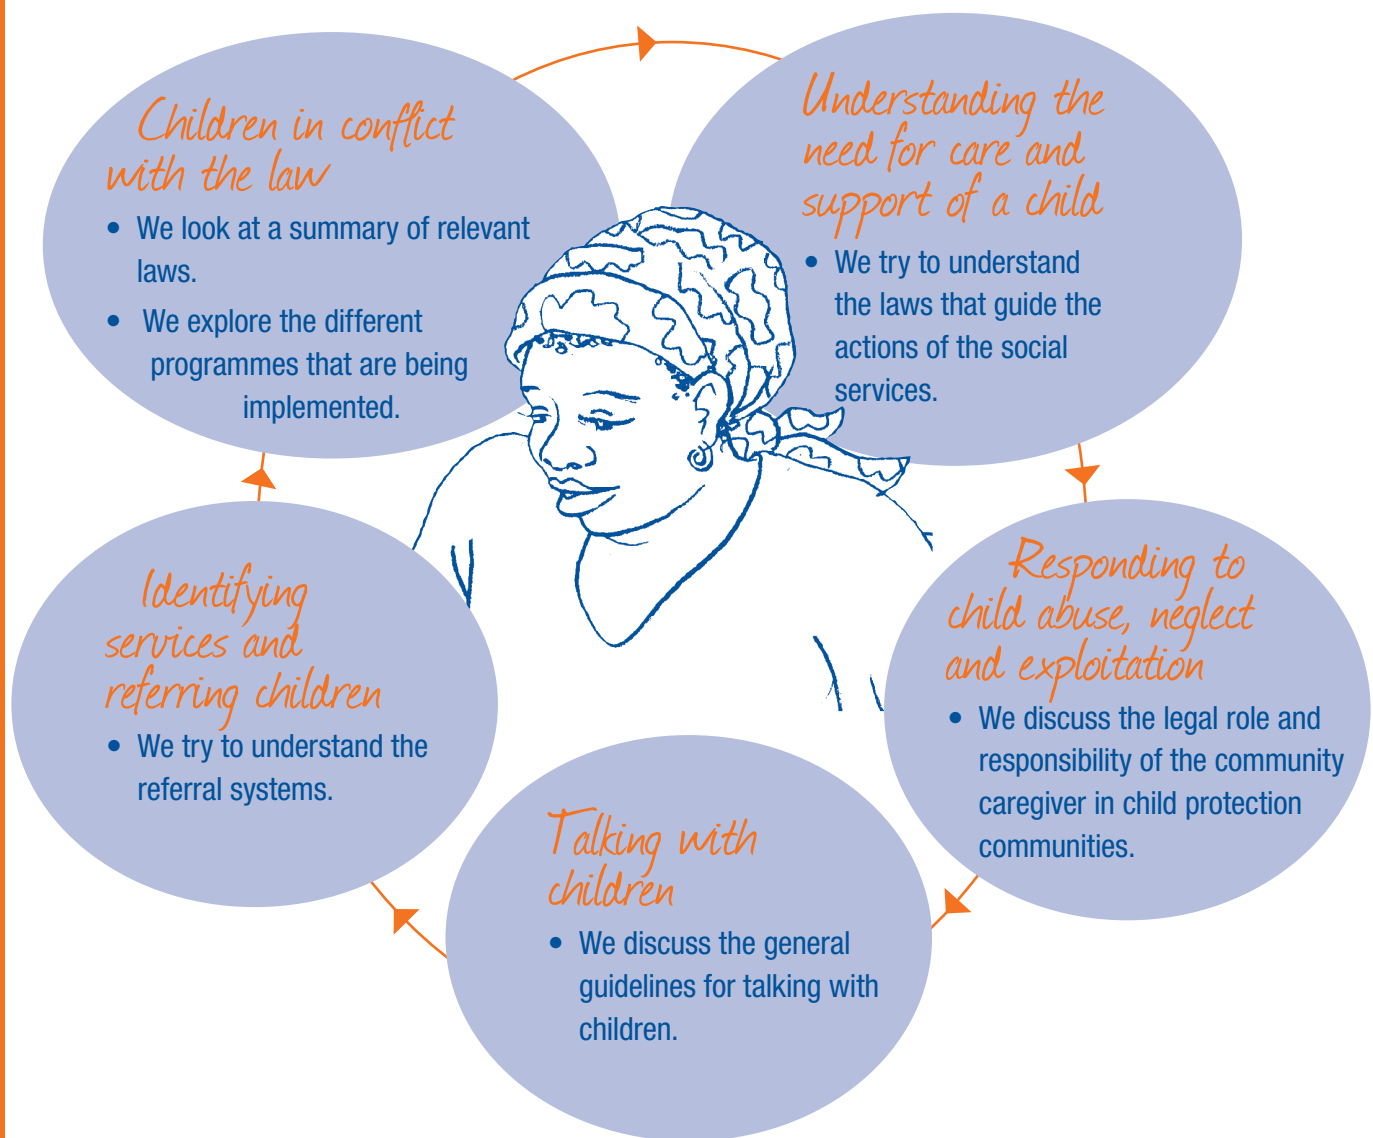 Children in conflict
with the law
• We look at a summary of relevant
laws.
• We explore the different
programmes that are being
implemented.
Understanding the
need for care and
support of a child
• We try to understand
the laws that guide the
actions of the social
services.
Responding to
child abuse, neglect
and exploitation
• We discuss the legal role and
responsibility of the community
caregiver in child protection
communities.
Talking with
children
• We discuss the general
guidelines for talking with
children.
Identifying
services and
referring children
• We try to understand the
referral systems.